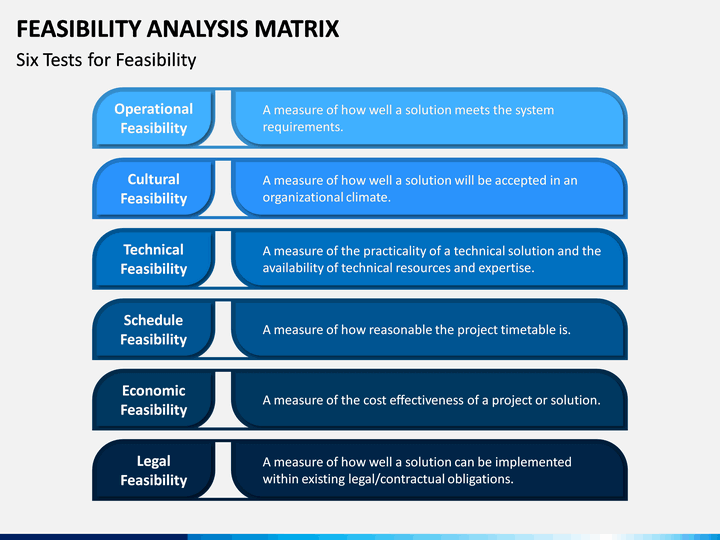 FEASIBILITY ANALYSIS MATRIX
Six Tests for Feasibility
Operational
Feasibility
A measure of how well a solution meets the system
requirements.
Cultural
Feasibility
A measure of how well a solution will be accepted in an
organizational climate.
Technical
Feasibility
A measure of the practicality of a technical solution and the
availability of technical resources and expertise.
Schedule
Feasibility
A measure of how reasonable the project timetable is.
Economic
Feasibility
A measure of the cost effectiveness of a project or solution.
Legal
Feasibility
A measure of how well a solution can be implemented
within existing legal/contractual obligations.